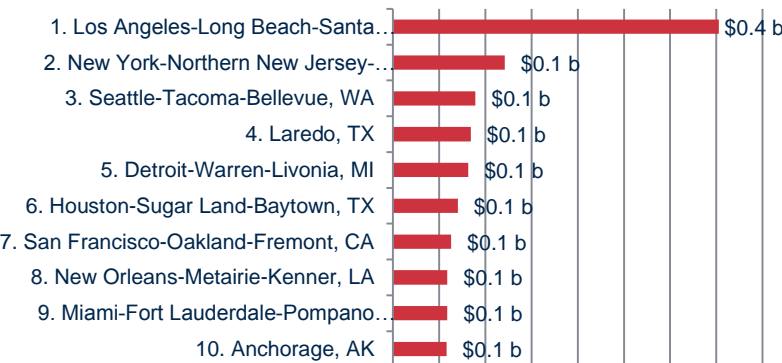 1. Los Angeles-Long Beach-Santa… $0.4 b
2. New York-Northern New Jersey-… $0.1 b
3. Seattle-Tacoma-Bellevue, WA $0.1 b
4. Laredo, TX $0.1 b
5. Detroit-Warren-Livonia, MI $0.1 b
6. Houston-Sugar Land-Baytown, TX $0.1 b
7. San Francisco-Oakland-Fremont, CA $0.1 b
8. New Orleans-Metairie-Kenner, LA $0.1 b
9. Miami-Fort Lauderdale-Pompano… $0.1 b
10. Anchorage, AK $0.1 b